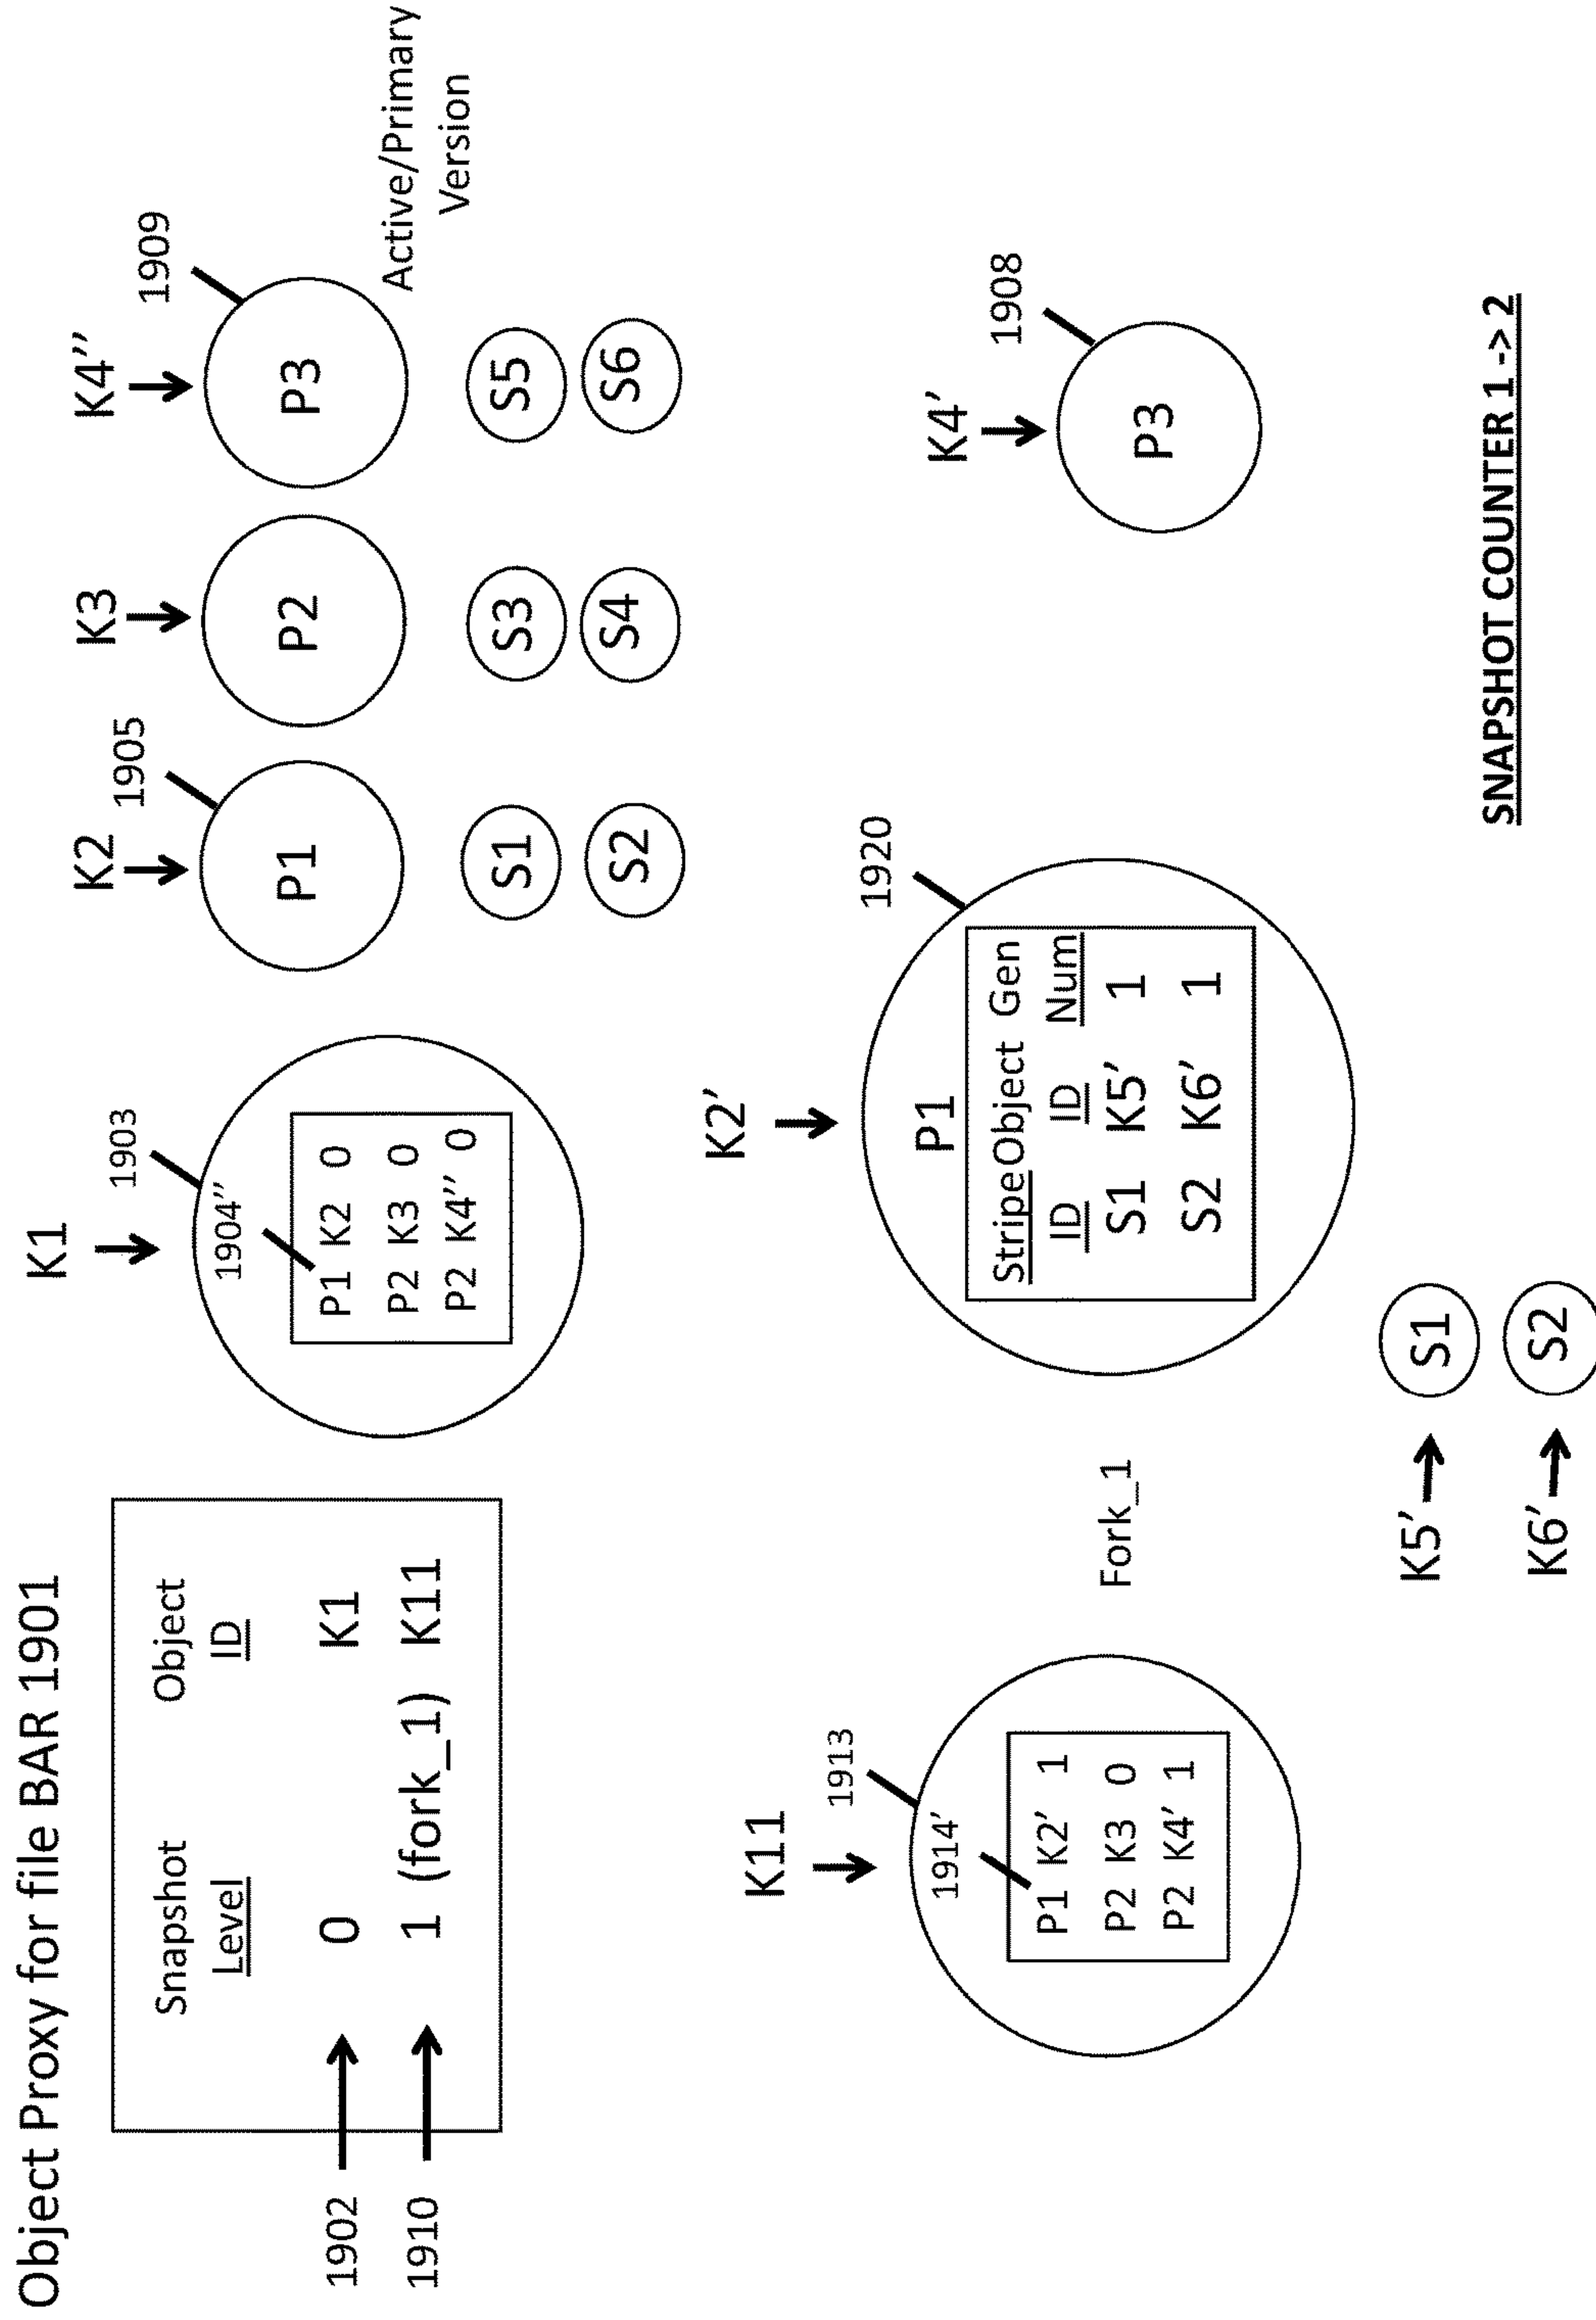 Object Proxy for file BAR 1901
Snapshot Object
Level ID
1902
0 K1
1910
1 (fork_1) K11
K1
1903
1904’’
P1 K2 0
P2 K3 0
P2 K4’’ 0
K2
1905
P1
S1
S2
K3
P2
S3
S4
K4’’
1909
P3
S5
S6
Active/Primary
Version
K11
1913
1914’
P1 K2’ 1
P2 K3 0
P2 K4’ 1
Fork_1
K2’
1920
P1
Stripe Object Gen
ID ID Num
S1 K5’ 1
S2 K6’ 1
K5’ S1
K6’ S2
K4’
1908
P3
SNAPSHOT COUNTER 1 -> 2